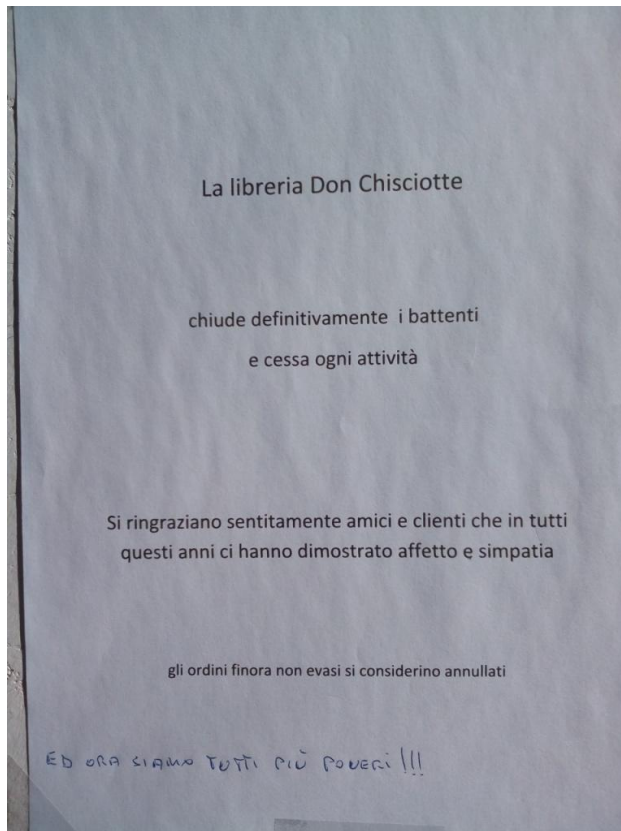 La libreria Don Chisciotte
chiude definitivamente i battenti
e cessa ogni attività
Si ringraziano sentitamente amici e clienti che in tutti
questi anni ci hanno dimostrato affetto e simpatia
gli ordini finora non evasi si considerino annullati
ED ORA SIAMO TUTTI PIÙ POVERI!!!